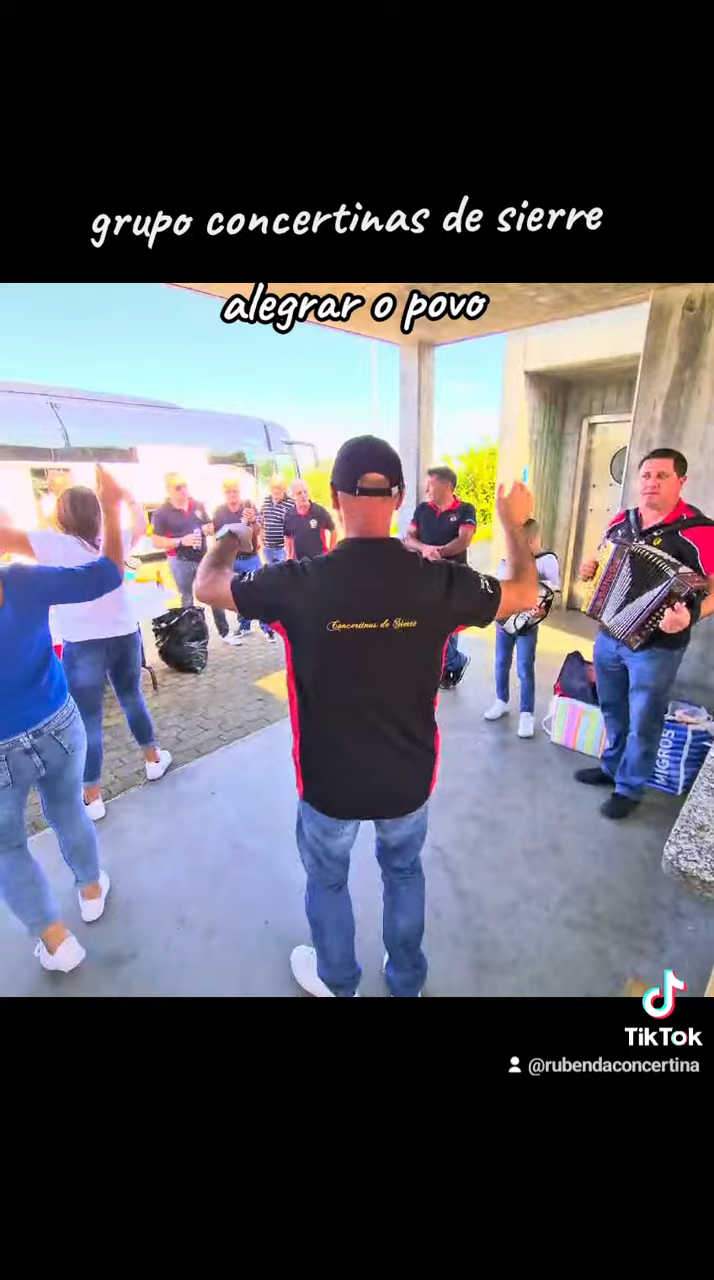 grupo concertinas de sierre
alegrar o povo
Concertinas de Sierre
MIGROS
TikTok
@rubendaconcertina